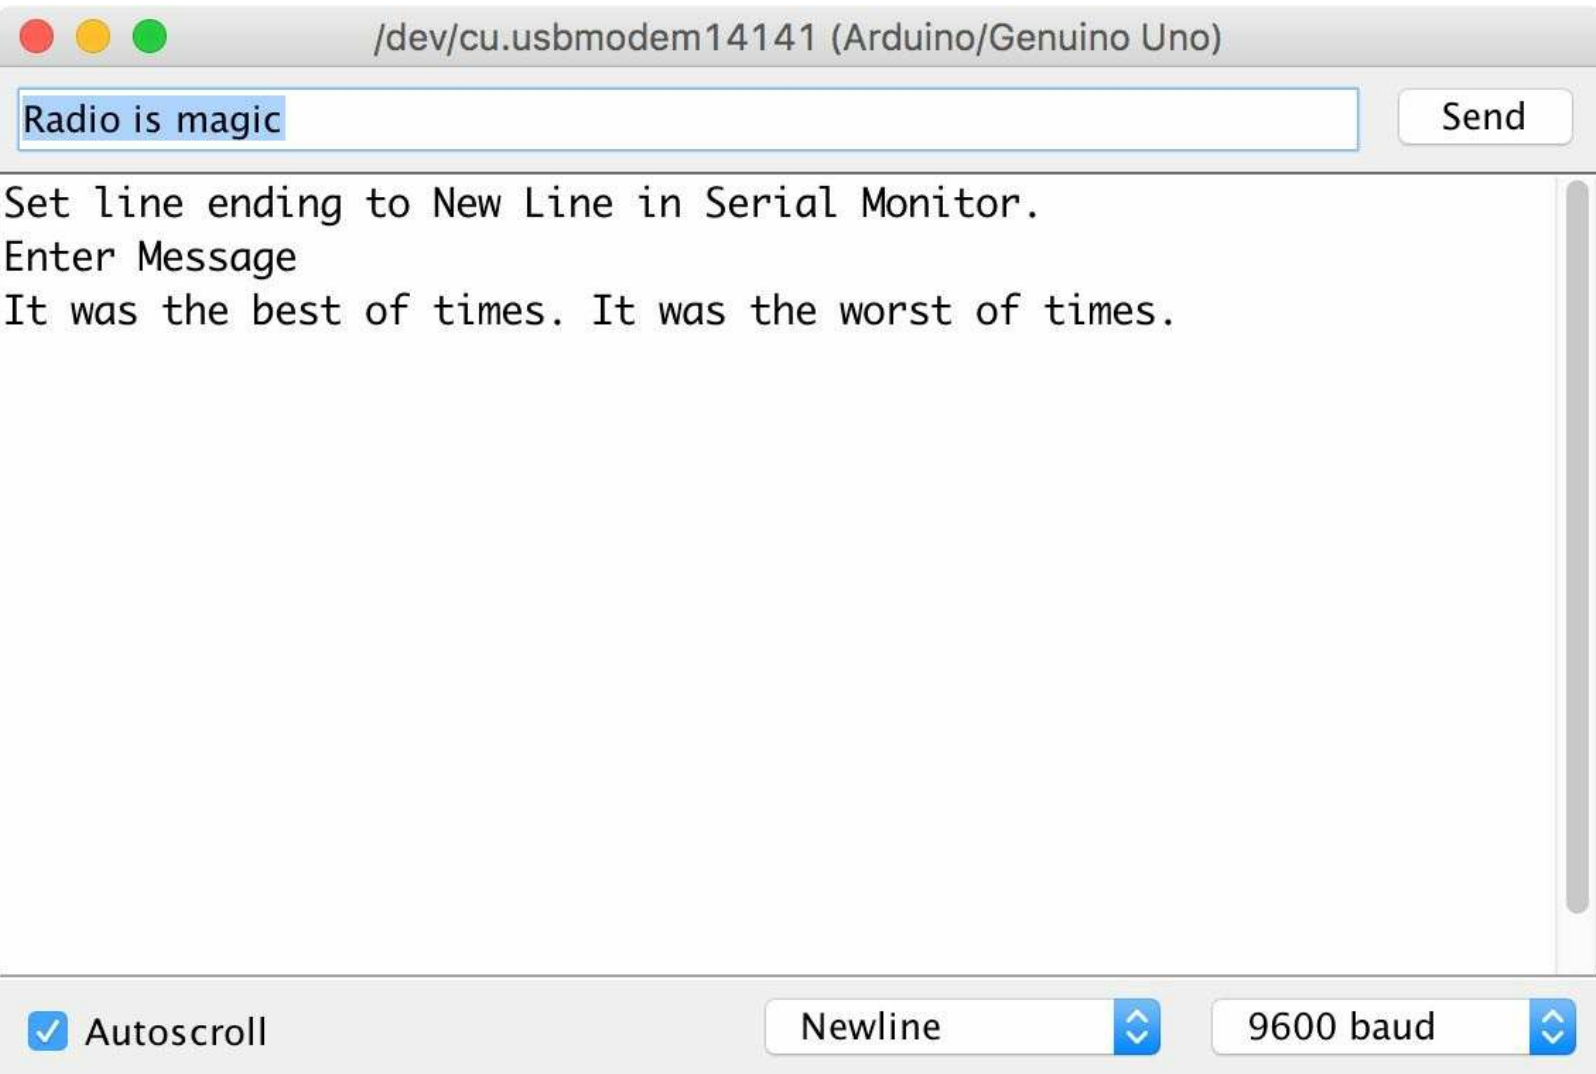 /dev/cu.usbmodem14141 (Arduino/Genuino Uno)
Radio is magic
Send
Set line ending to New Line in Serial Monitor.
Enter Message
It was the best of times. It was the worst of times.
Autoscroll
Newline
9600 baud